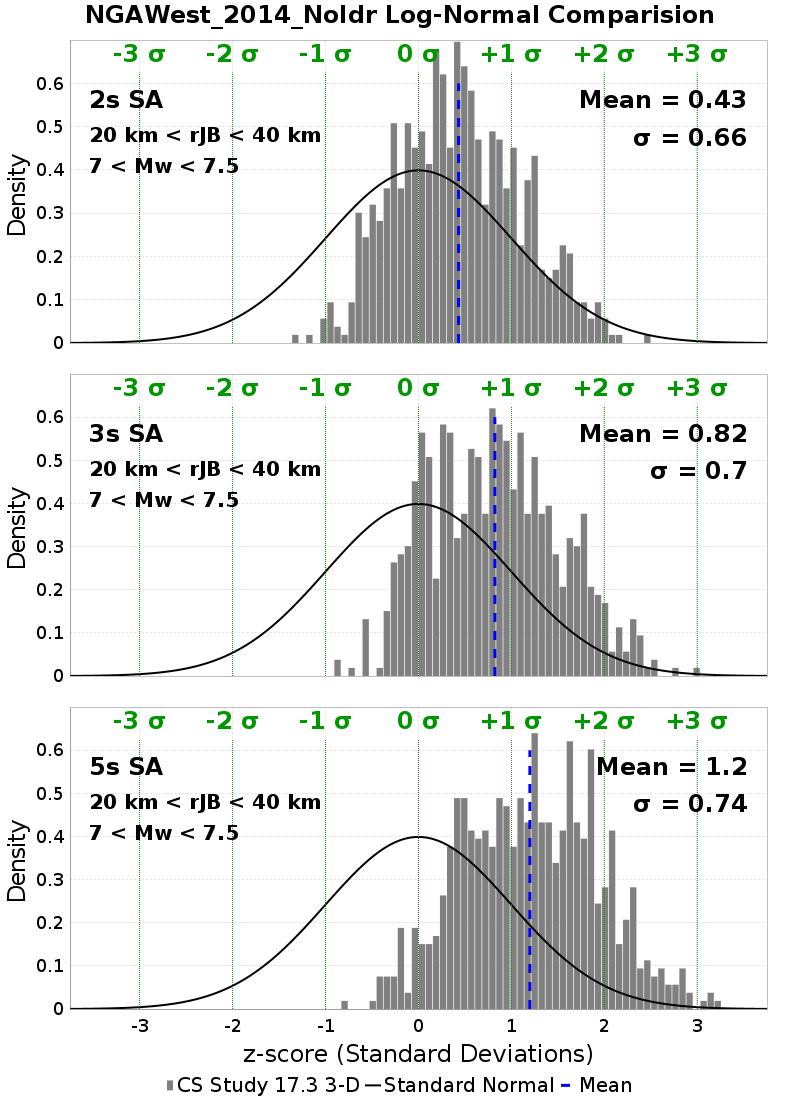 NGAWest_2014_NoIdr Log-Normal Comparision
-3 σ -2 σ -1 σ 0 σ +1 σ +2 σ +3 σ
2s SA
Mean = 0.43
20 km < rJB < 40 km
σ = 0.66
7 < Mw < 7.5
Density
0.6
0.5
0.4
0.3
0.2
0.1
0
-3 σ -2 σ -1 σ 0 σ +1 σ +2 σ +3 σ
3s SA
Mean = 0.82
20 km < rJB < 40 km
σ = 0.7
7 < Mw < 7.5
Density
0.6
0.5
0.4
0.3
0.2
0.1
0
-3 σ -2 σ -1 σ 0 σ +1 σ +2 σ +3 σ
5s SA
Mean = 1.2
20 km < rJB < 40 km
σ = 0.74
7 < Mw < 7.5
Density
0.6
0.5
0.4
0.3
0.2
0.1
0
-3 -2 -1 0 1 2 3
z-score (Standard Deviations)
CS Study 17.3 3-D Standard Normal Mean